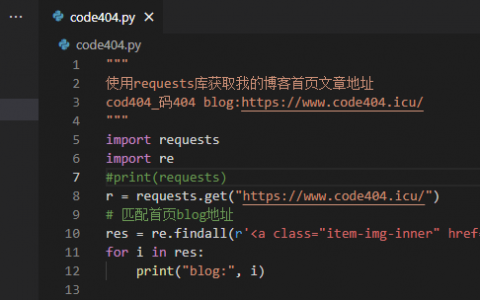 ··· code404.py ×
code404.py
1 """
2 使用requests库获取我的博客首页文章地址
3 cod404_码404 blog:https://www.code404.icu/
4 """
5 import requests
6 import re
7 #print(requests)
8 r = requests.get("https://www.code404.icu/")
9 # 匹配首页blog地址
10 res = re.findall(r'<a class="item-img-inner" href
11 for i in res:
12     print("blog:", i)
13